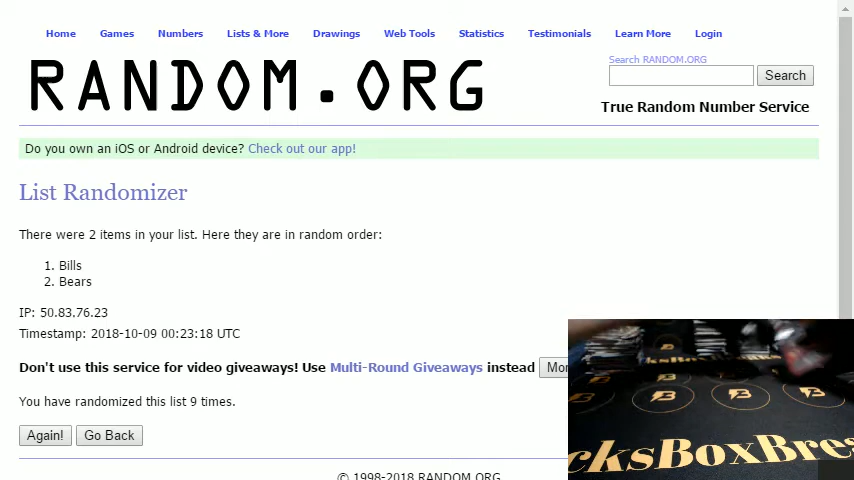 Home Games Numbers Lists & More Drawings Web Tools Statistics Testimonials Learn More Login
Search RANDOM.ORG
RANDOM.ORG
Search
True Random Number Service
Do you own an iOS or Android device? Check out our app!
List Randomizer
There were 2 items in your list. Here they are in random order:
1. Bills
2. Bears
IP: 50.83.76.23
Timestamp: 2018-10-09 00:23:18 UTC
Don't use this service for video giveaways! Use Multi-Round Giveaways instead
You have randomized this list 9 times.
Again! Go Back
cksBoxBre
© 1998-2018 RANDOM.ORG